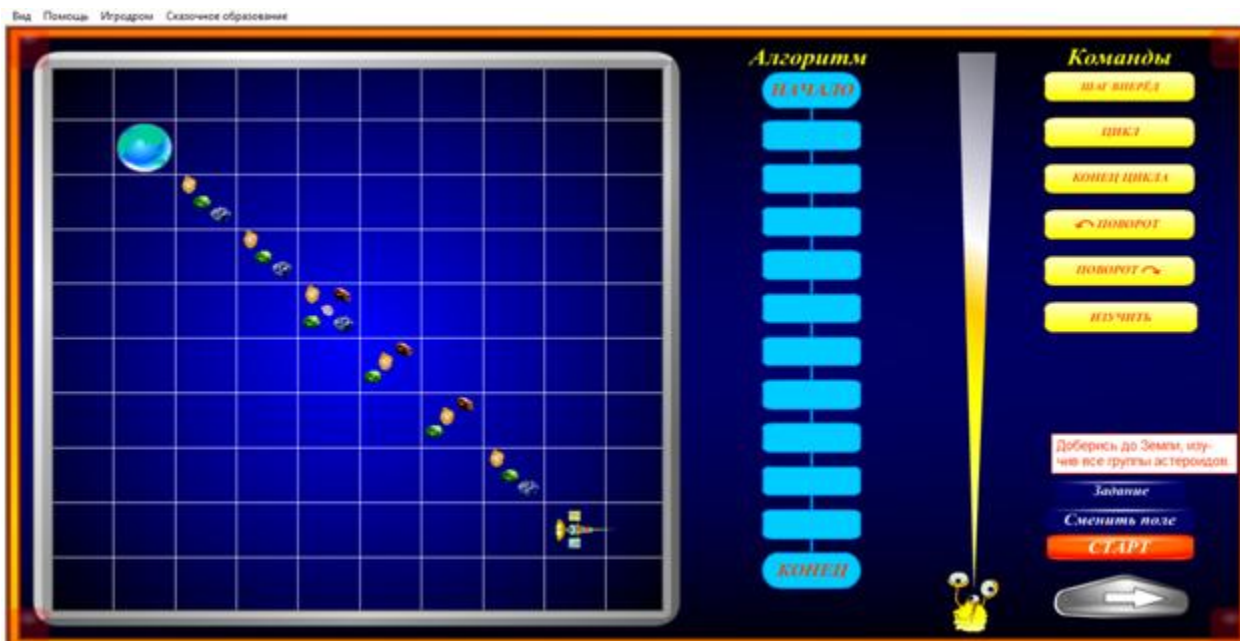 Вид Помощь Игродром Сказочное образование
Алгоритм
НАЧАЛО
КОНЕЦ
Команды
ШАГ ВПЕРЁД
ЦИКЛ
КОНЕЦ ЦИКЛА
ПОВОРОТ
ПОВОРОТ
ИЗУЧИТЬ
Доберись до Земли, изу-
чив все группы астероидов.
Задание
Сменить поле
СТАРТ